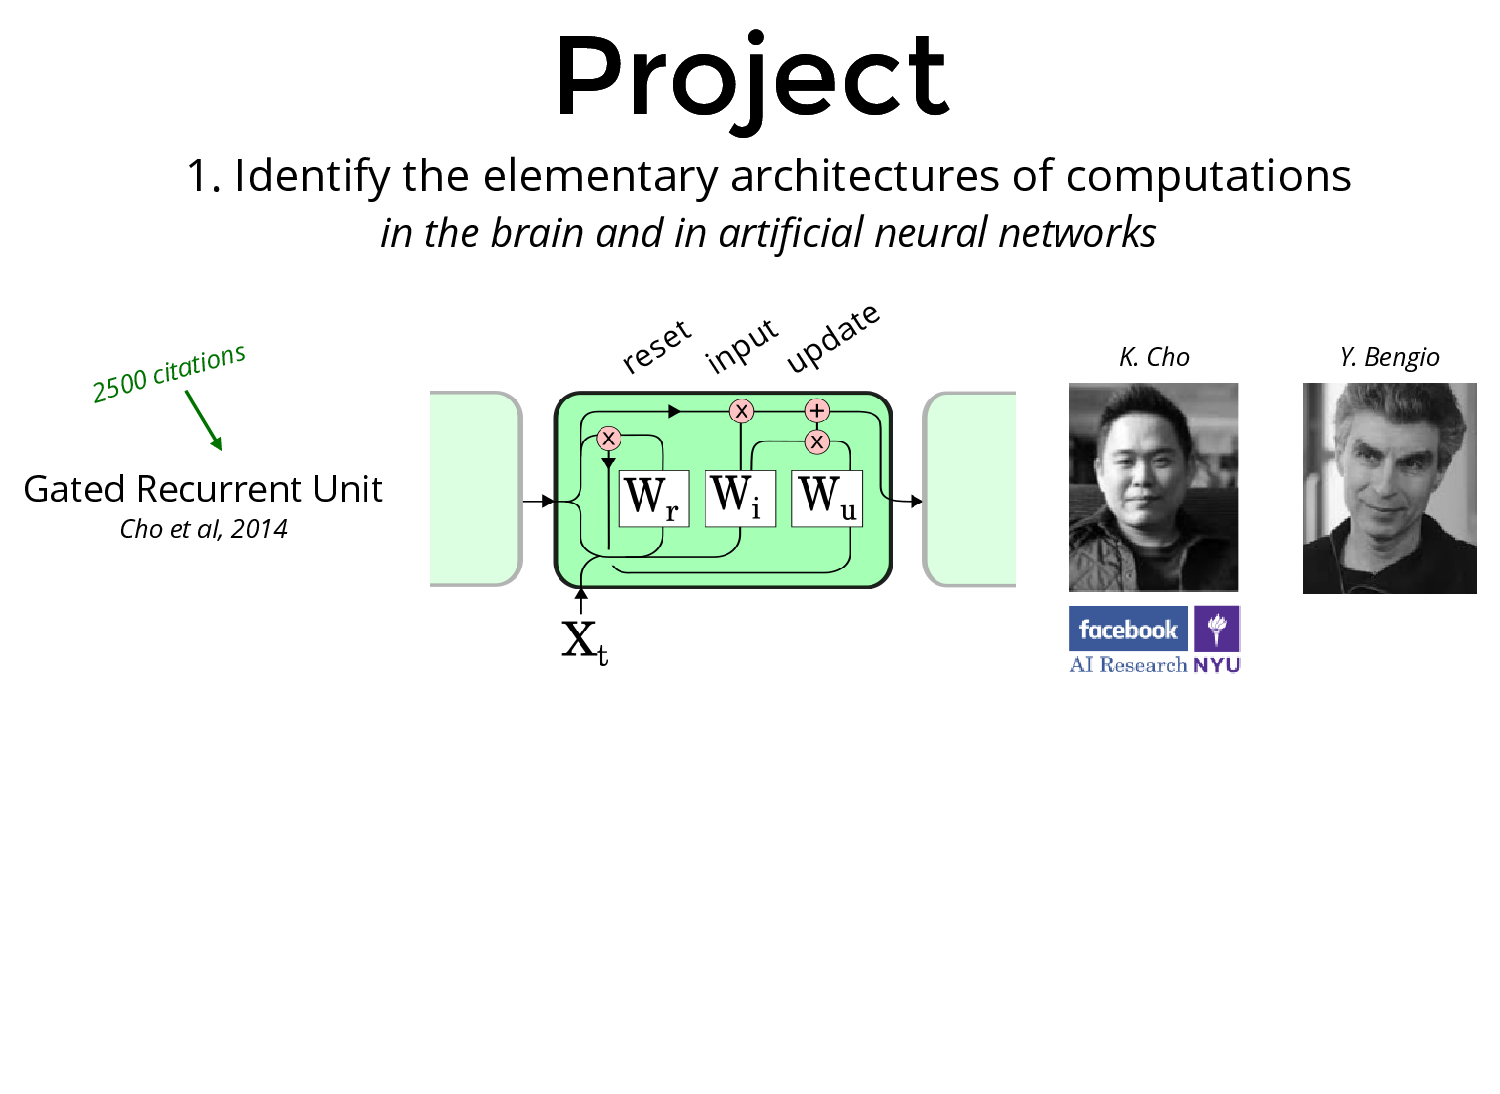 Project
1. Identify the elementary architectures of computations
in the brain and in artificial neural networks
2500 citations
Gated Recurrent Unit
Cho et al, 2014
reset
input
update
x
x
+
x
Wr
Wi
Wu
Xt
K. Cho
Y. Bengio
facebook
AI Research
NYU